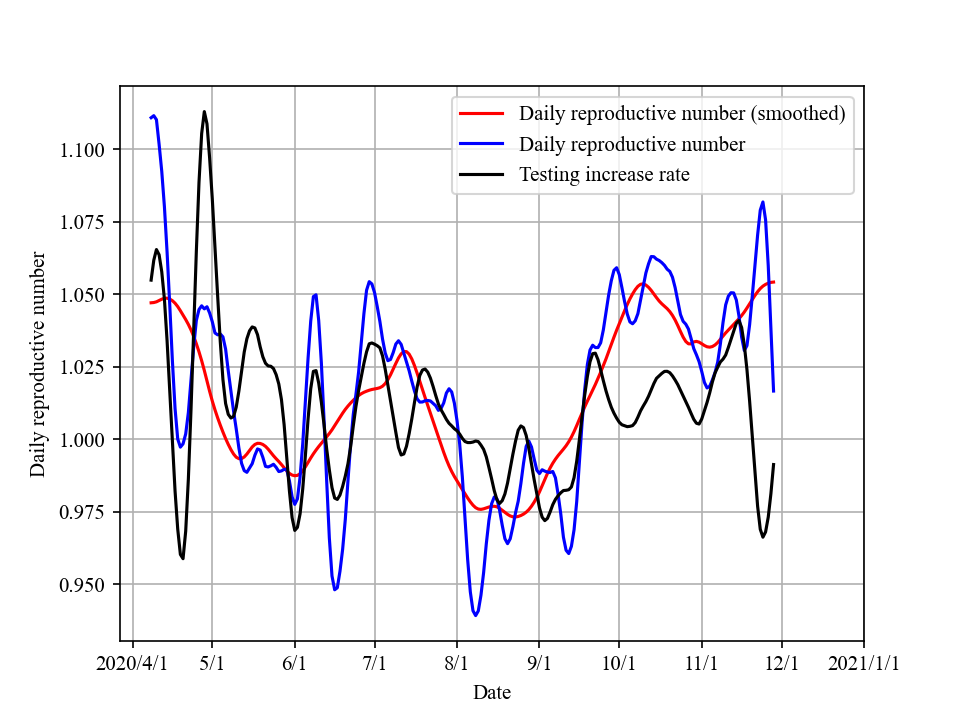 Daily reproductive number (smoothed)
Daily reproductive number
Testing increase rate
Daily reproductive number
1.100
1.075
1.050
1.025
1.000
0.975
0.950
2020/4/1 5/1 6/1 7/1 8/1 9/1 10/1 11/1 12/1 2021/1/1
Date